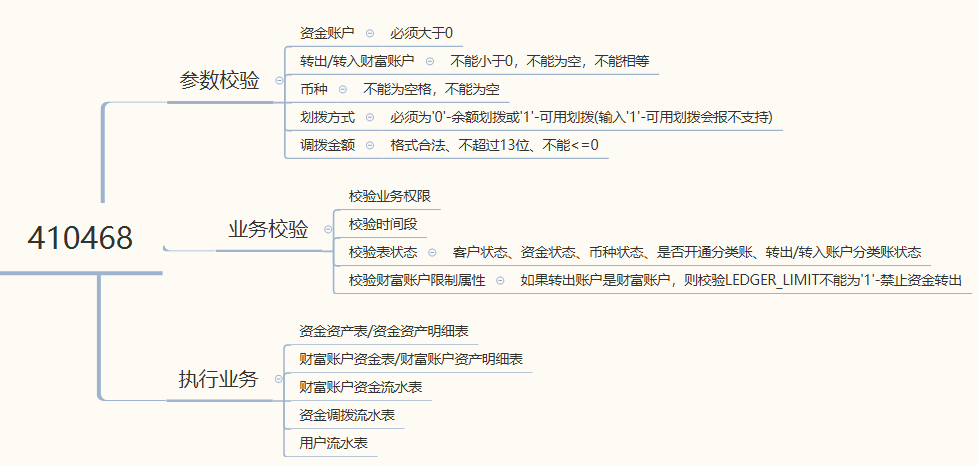 410468
参数校验
资金账户
必须大于0
转出/转入财富账户
不能小于0，不能为空，不能相等
币种
不能为空格，不能为空
划拨方式
必须为'0'-余额划拨或'1'-可用划拨(输入'1'-可用划拨会报不支持)
调拨金额
格式合法、不超过13位、不能<=0
业务校验
校验业务权限
校验时间段
校验表状态
客户状态、资金状态、币种状态、是否开通分类账、转出/转入账户分类账状态
校验财富账户限制属性
如果转出账户是财富账户，则校验LEDGER_LIMIT不能为'1'-禁止资金转出
执行业务
资金资产表/资金资产明细表
财富账户资金表/财富账户资产明细表
财富账户资金流水表
资金调拨流水表
用户流水表